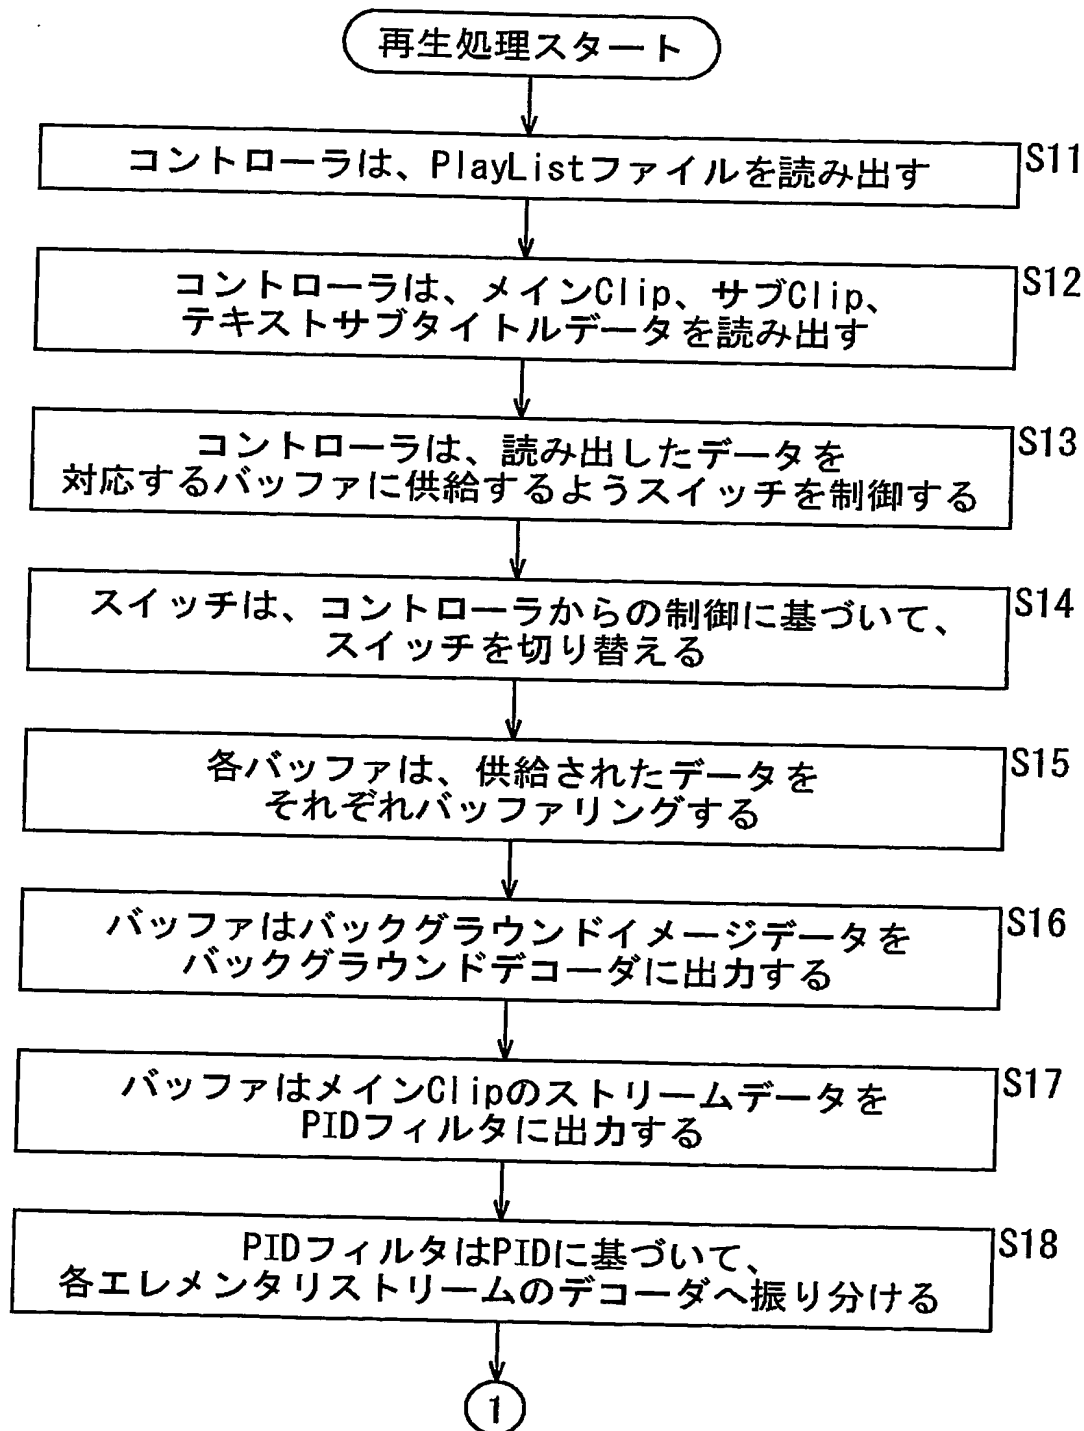 再生処理スタート
コントローラは、PlayListファイルを読み出す
S11
コントローラは、メインClip、サブClip、
テキストサブタイトルデータを読み出す
S12
コントローラは、読み出したデータを
対応するバッファに供給するようスイッチを制御する
S13
スイッチは、コントローラからの制御に基づいて、
スイッチを切り替える
S14
各バッファは、供給されたデータを
それぞれバッファリングする
S15
バッファはバックグラウンドイメージデータを
バックグラウンドデコーダに出力する
S16
バッファはメインClipのストリームデータを
PIDフィルタに出力する
S17
PIDフィルタはPIDに基づいて、
各エレメンタリストリームのデコーダへ振り分ける
S18
1